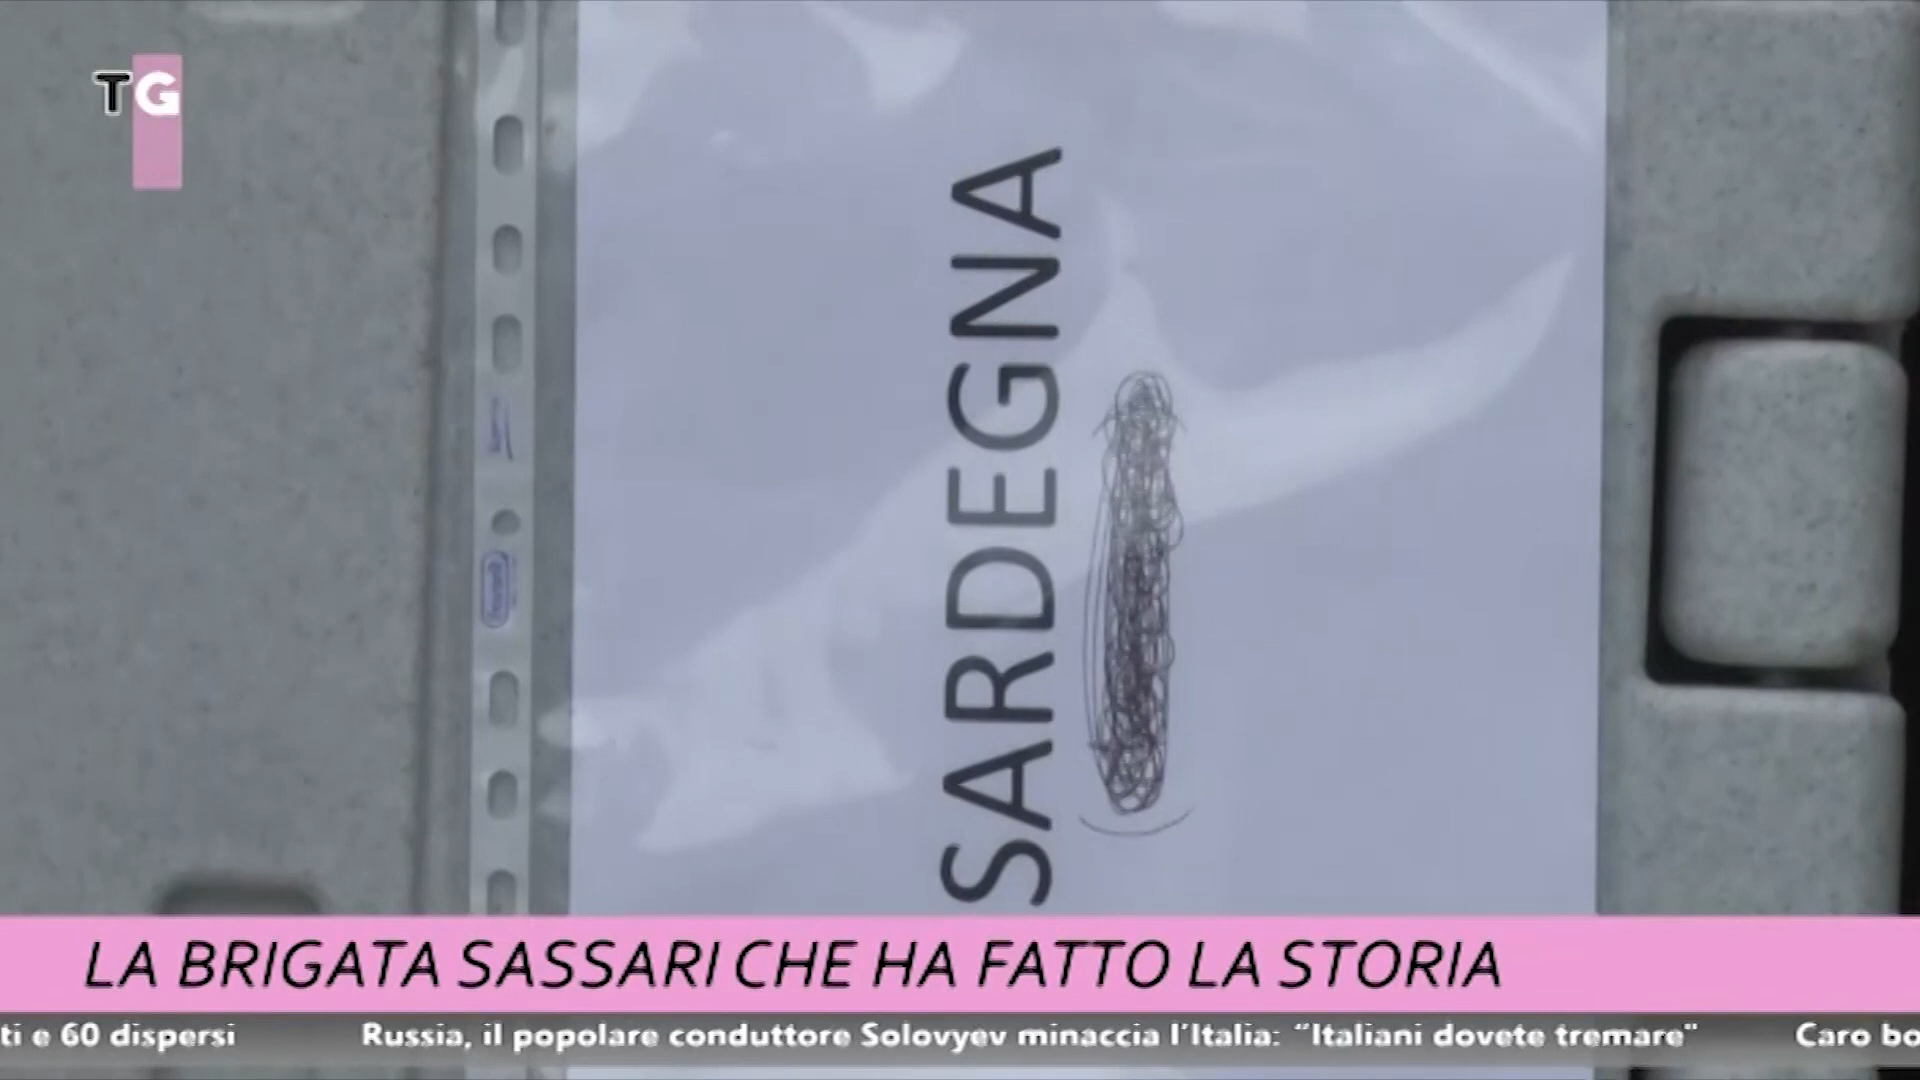 TG
SARDEGNA
LA BRIGATA SASSARI CHE HA FATTO LA STORIA
ti e 60 dispersi Russia, il popolare conduttore Solovyev minaccia l'Italia: “Italiani dovete tremare" Caro bo